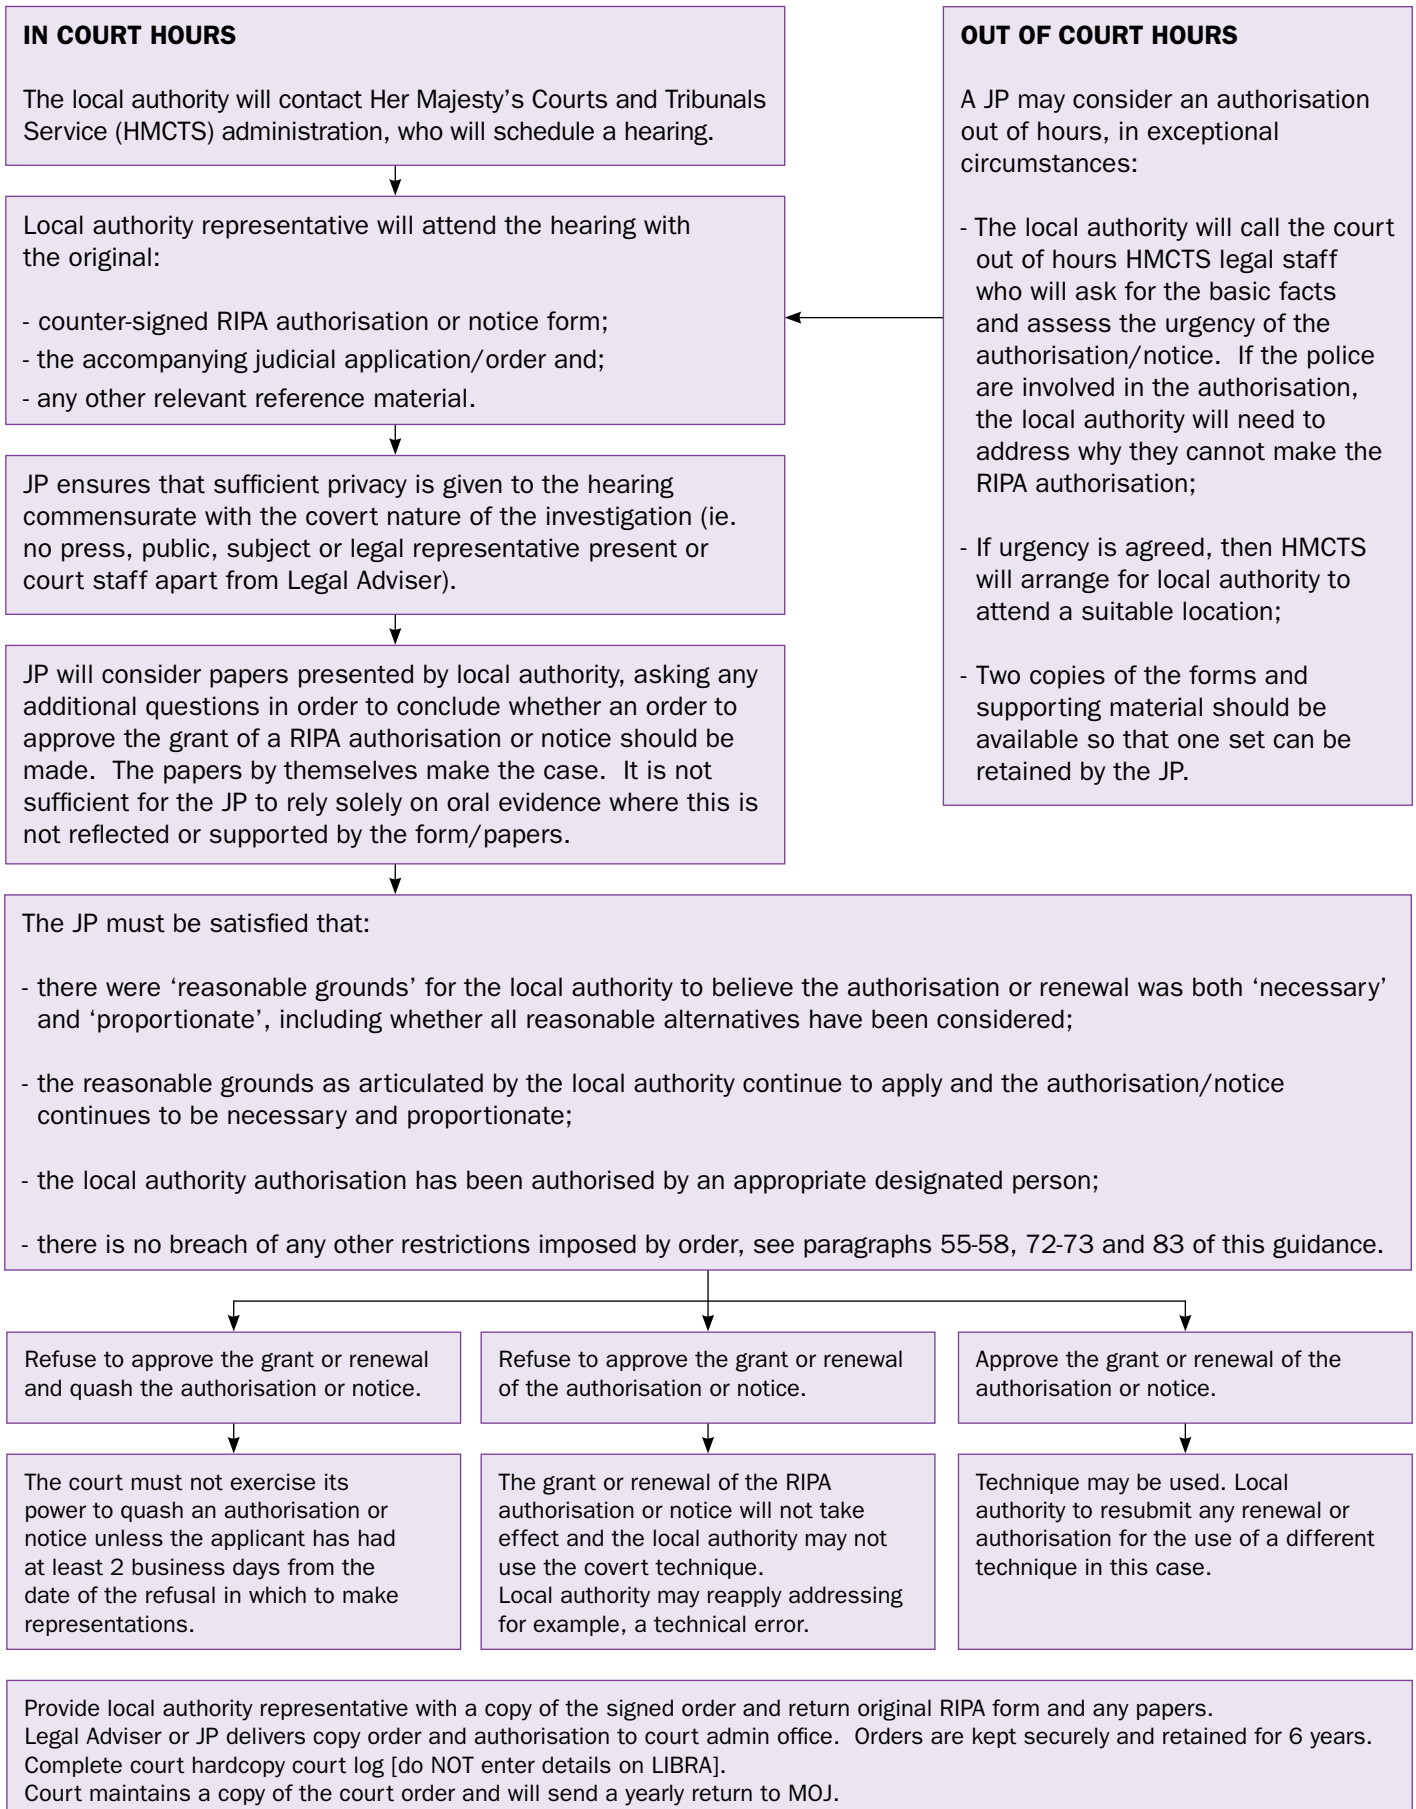 IN COURT HOURS
The local authority will contact Her Majesty’s Courts and Tribunals
Service (HMCTS) administration, who will schedule a hearing.
Local authority representative will attend the hearing with
the original:
- counter-signed RIPA authorisation or notice form;
- the accompanying judicial application/order and;
- any other relevant reference material.
JP ensures that sufficient privacy is given to the hearing
commensurate with the covert nature of the investigation (ie.
no press, public, subject or legal representative present or
court staff apart from Legal Adviser).
JP will consider papers presented by local authority, asking any
additional questions in order to conclude whether an order to
approve the grant of a RIPA authorisation or notice should be
made.  The papers by themselves make the case.  It is not
sufficient for the JP to rely solely on oral evidence where this is
not reflected or supported by the form/papers.
OUT OF COURT HOURS
A JP may consider an authorisation
out of hours, in exceptional
circumstances:
- The local authority will call the court
out of hours HMCTS legal staff
who will ask for the basic facts
and assess the urgency of the
authorisation/notice.  If the police
are involved in the authorisation,
the local authority will need to
address why they cannot make the
RIPA authorisation;
- If urgency is agreed, then HMCTS
will arrange for local authority to
attend a suitable location;
- Two copies of the forms and
supporting material should be
available so that one set can be
retained by the JP.
The JP must be satisfied that:
- there were ‘reasonable grounds’ for the local authority to believe the authorisation or renewal was both ‘necessary’
and ‘proportionate’, including whether all reasonable alternatives have been considered;
- the reasonable grounds as articulated by the local authority continue to apply and the authorisation/notice
continues to be necessary and proportionate;
- the local authority authorisation has been authorised by an appropriate designated person;
- there is no breach of any other restrictions imposed by order, see paragraphs 55-58, 72-73 and 83 of this guidance.
Refuse to approve the grant or renewal
and quash the authorisation or notice.
The court must not exercise its
power to quash an authorisation or
notice unless the applicant has had
at least 2 business days from the
date of the refusal in which to make
representations.
Refuse to approve the grant or renewal
of the authorisation or notice.
The grant or renewal of the RIPA
authorisation or notice will not take
effect and the local authority may not
use the covert technique.
Local authority may reapply addressing
for example, a technical error.
Approve the grant or renewal of the
authorisation or notice.
Technique may be used. Local
authority to resubmit any renewal or
authorisation for the use of a different
technique in this case.
Provide local authority representative with a copy of the signed order and return original RIPA form and any papers.
Legal Adviser or JP delivers copy order and authorisation to court admin office.  Orders are kept securely and retained for 6 years.
Complete court hardcopy court log [do NOT enter details on LIBRA].
Court maintains a copy of the court order and will send a yearly return to MOJ.